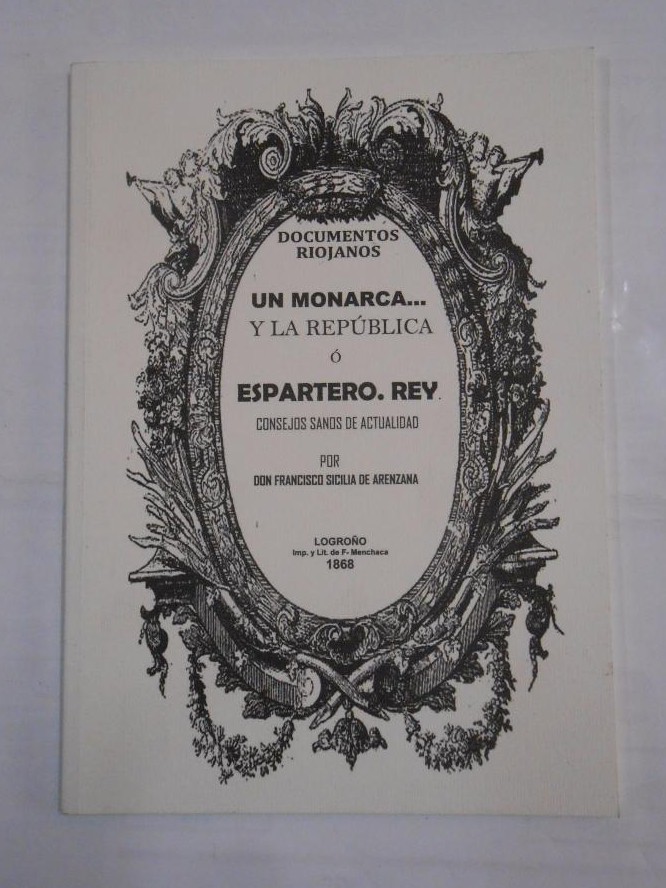 DOCUMENTOS
RIOJANOS
UN MONARCA...
Y LA REPÚBLICA
ó
ESPARTERO. REY.
CONSEJOS SANOS DE ACTUALIDAD
POR
DON FRANCISCO SICILIA DE ARENZANA
LOGROÑO
Imp. y Lit. de F- Menchaca
1868